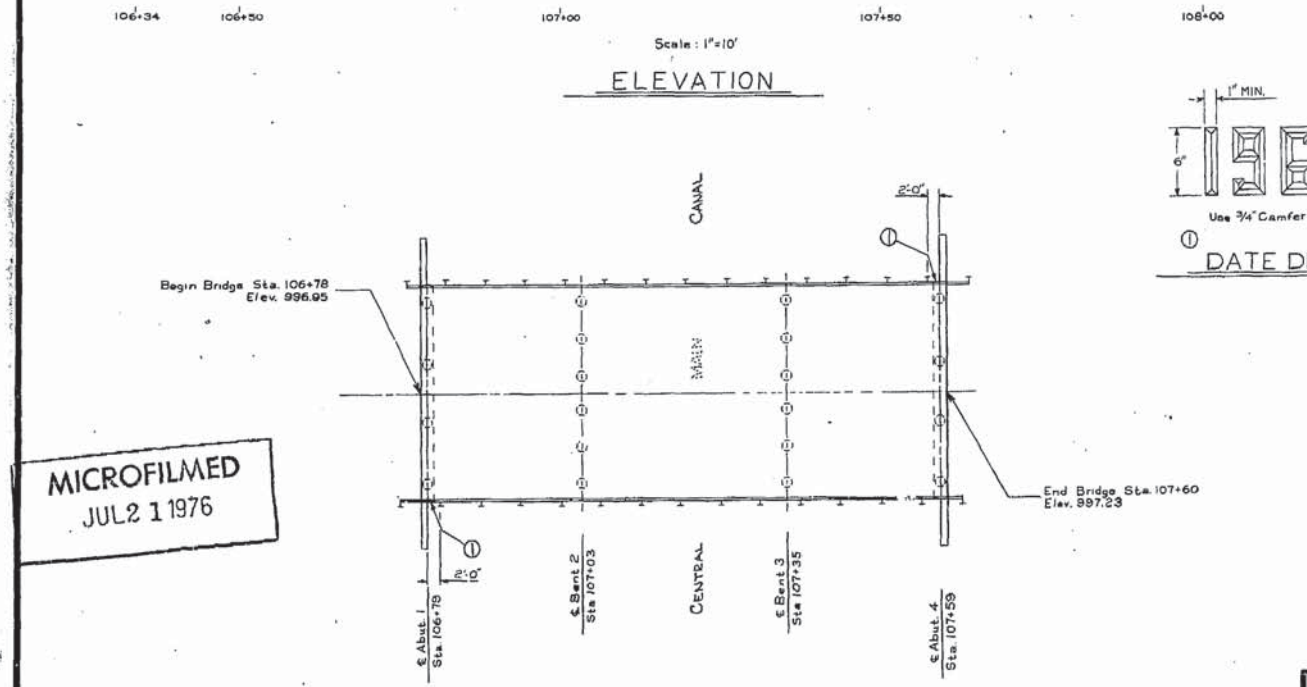 106+34 106+50 107+00 107+50 108+00
Scale : 1"=10'
ELEVATION
1" MIN.
6"
196
Use 3/4" Camfer
①
DATE D
CANAL
2'-0"
①
Begin Bridge Sta. 106+78
Elev. 996.95
MAIN
End Bridge Sta. 107+60
Elev. 997.23
MICROFILMED
JUL 21 1976
①
2'-0"
CENTRAL
℄ Abut. 1
Sta. 106+79
℄ Bent 2
Sta 107+03
℄ Bent 3
Sta 107+35
℄ Abut. 4
Sta. 107+59